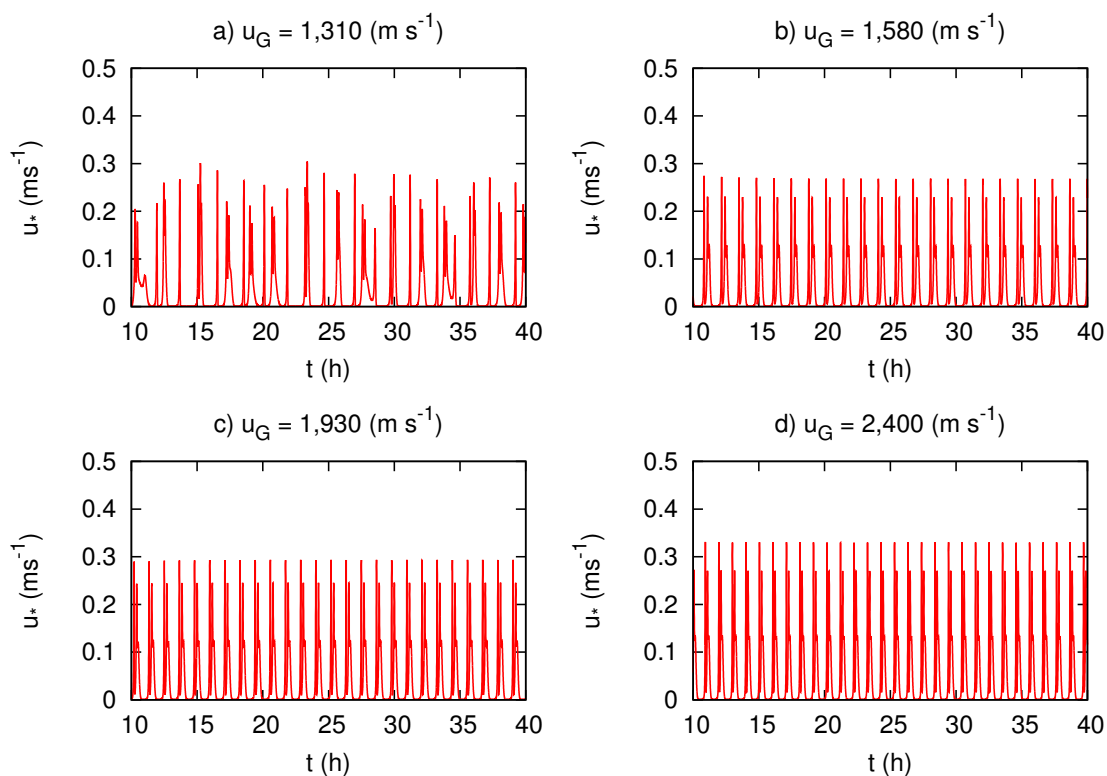 a) u_G = 1,310 (m s⁻¹)
b) u_G = 1,580 (m s⁻¹)
0.5
0.4
0.3
0.2
0.1
0
u* (ms⁻¹)
10 15 20 25 30 35 40
t (h)
0.5
0.4
0.3
0.2
0.1
0
u* (ms⁻¹)
10 15 20 25 30 35 40
t (h)
c) u_G = 1,930 (m s⁻¹)
d) u_G = 2,400 (m s⁻¹)
0.5
0.4
0.3
0.2
0.1
0
u* (ms⁻¹)
10 15 20 25 30 35 40
t (h)
0.5
0.4
0.3
0.2
0.1
0
u* (ms⁻¹)
10 15 20 25 30 35 40
t (h)